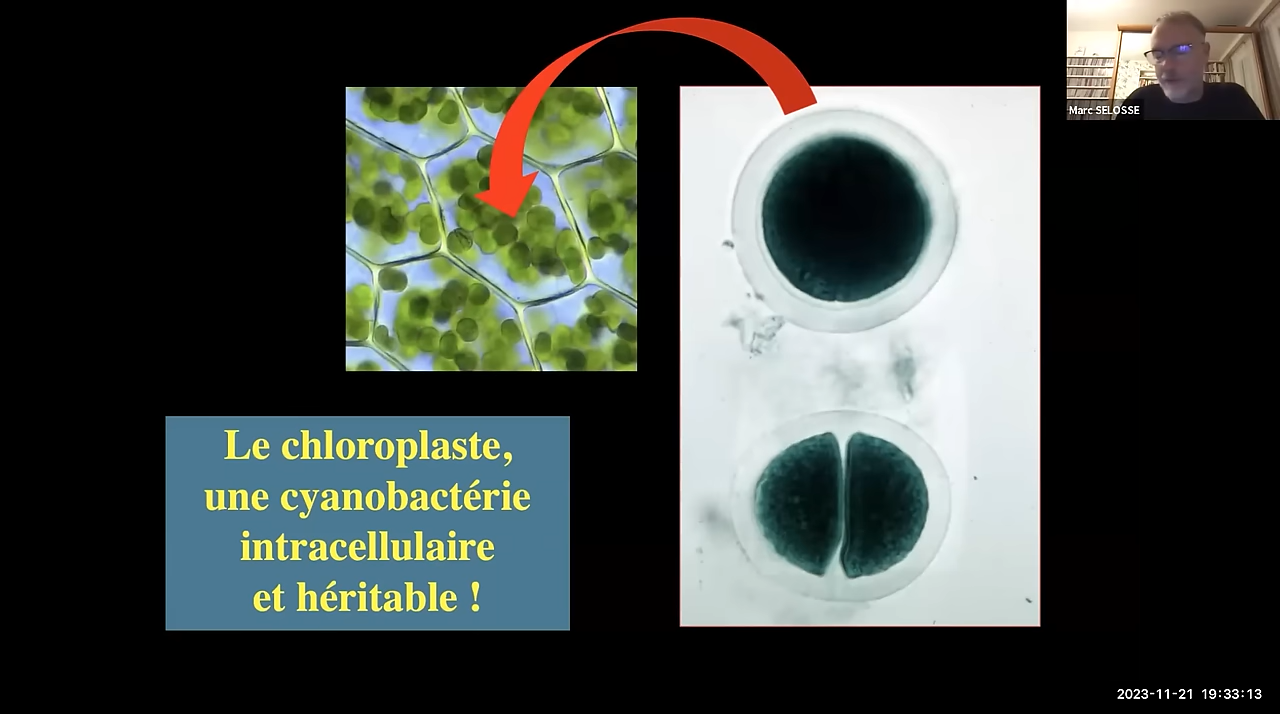 Marc SELOSSE
Le chloroplaste,
une cyanobactérie
intracellulaire
et héritable !
2023-11-21 19:33:13